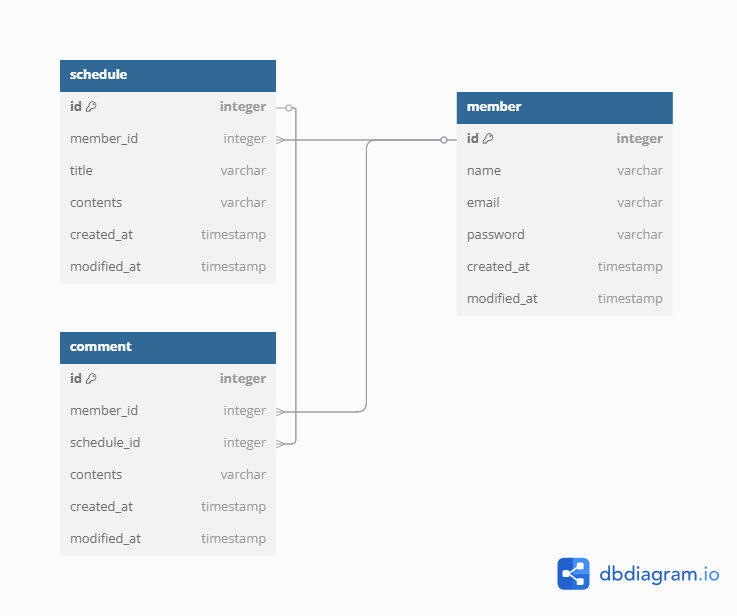 schedule
id integer
member_id integer
title varchar
contents varchar
created_at timestamp
modified_at timestamp
member
id integer
name varchar
email varchar
password varchar
created_at timestamp
modified_at timestamp
comment
id integer
member_id integer
schedule_id integer
contents varchar
created_at timestamp
modified_at timestamp
dbdiagram.io